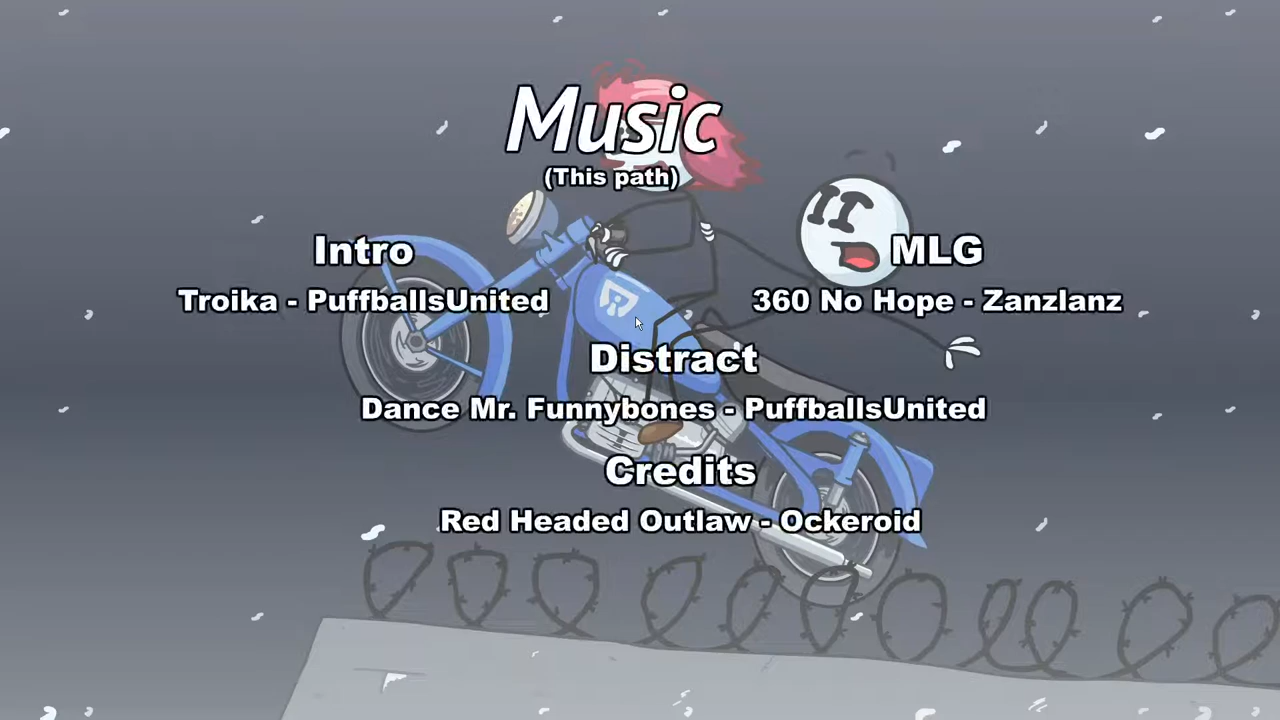 Music
(This path)
Intro
Troika - PuffballsUnited
MLG
360 No Hope - Zanzlanz
Distract
Dance Mr. Funnybones - PuffballsUnited
Credits
Red Headed Outlaw - Ockeroid